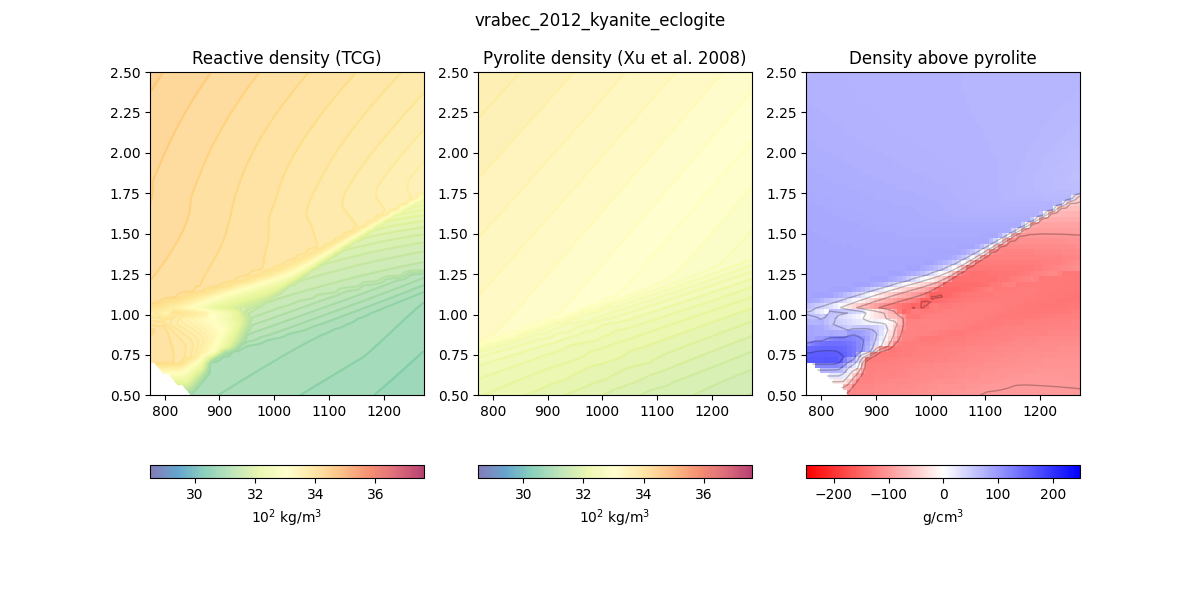 vrabec_2012_kyanite_eclogite
Reactive density (TCG)
Pyrolite density (Xu et al. 2008)
Density above pyrolite
2.50
2.25
2.00
1.75
1.50
1.25
1.00
0.75
0.50
800 900 1000 1100 1200
2.50
2.25
2.00
1.75
1.50
1.25
1.00
0.75
0.50
800 900 1000 1100 1200
2.50
2.25
2.00
1.75
1.50
1.25
1.00
0.75
0.50
800 900 1000 1100 1200
30 32 34 36
10² kg/m³
30 32 34 36
10² kg/m³
−200 −100 0 100 200
g/cm³